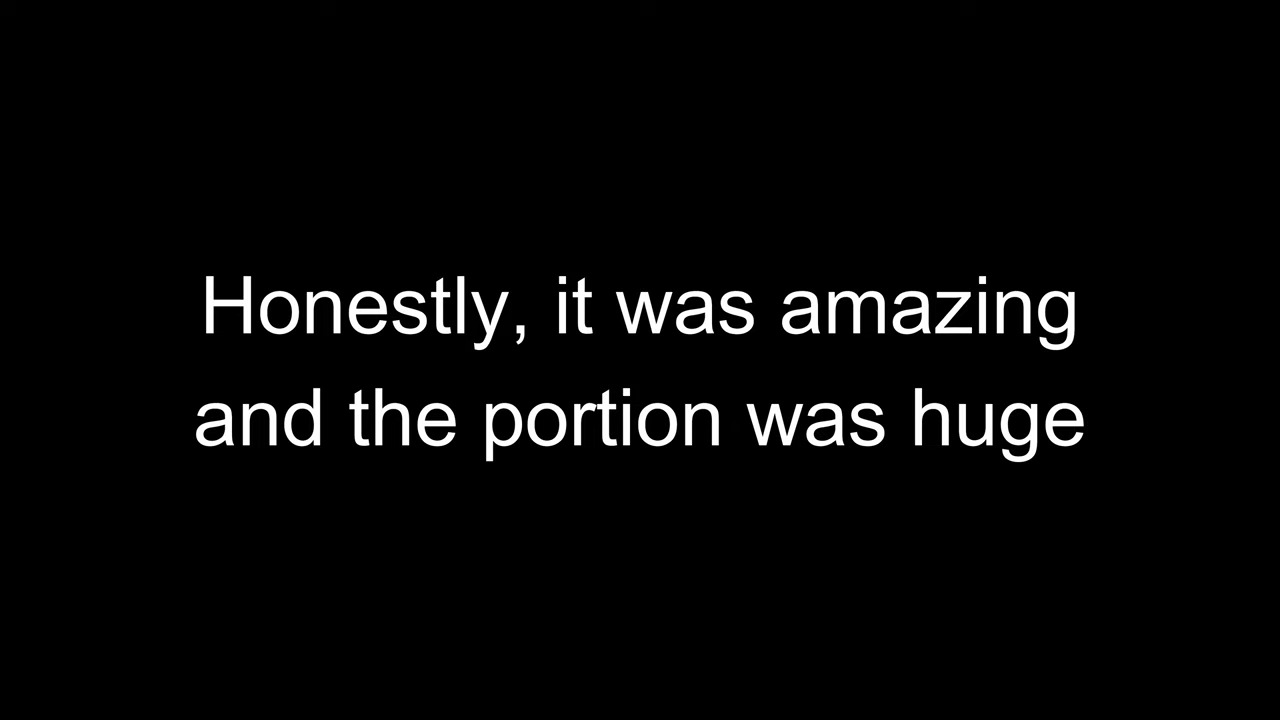 Honestly, it was amazing
and the portion was huge